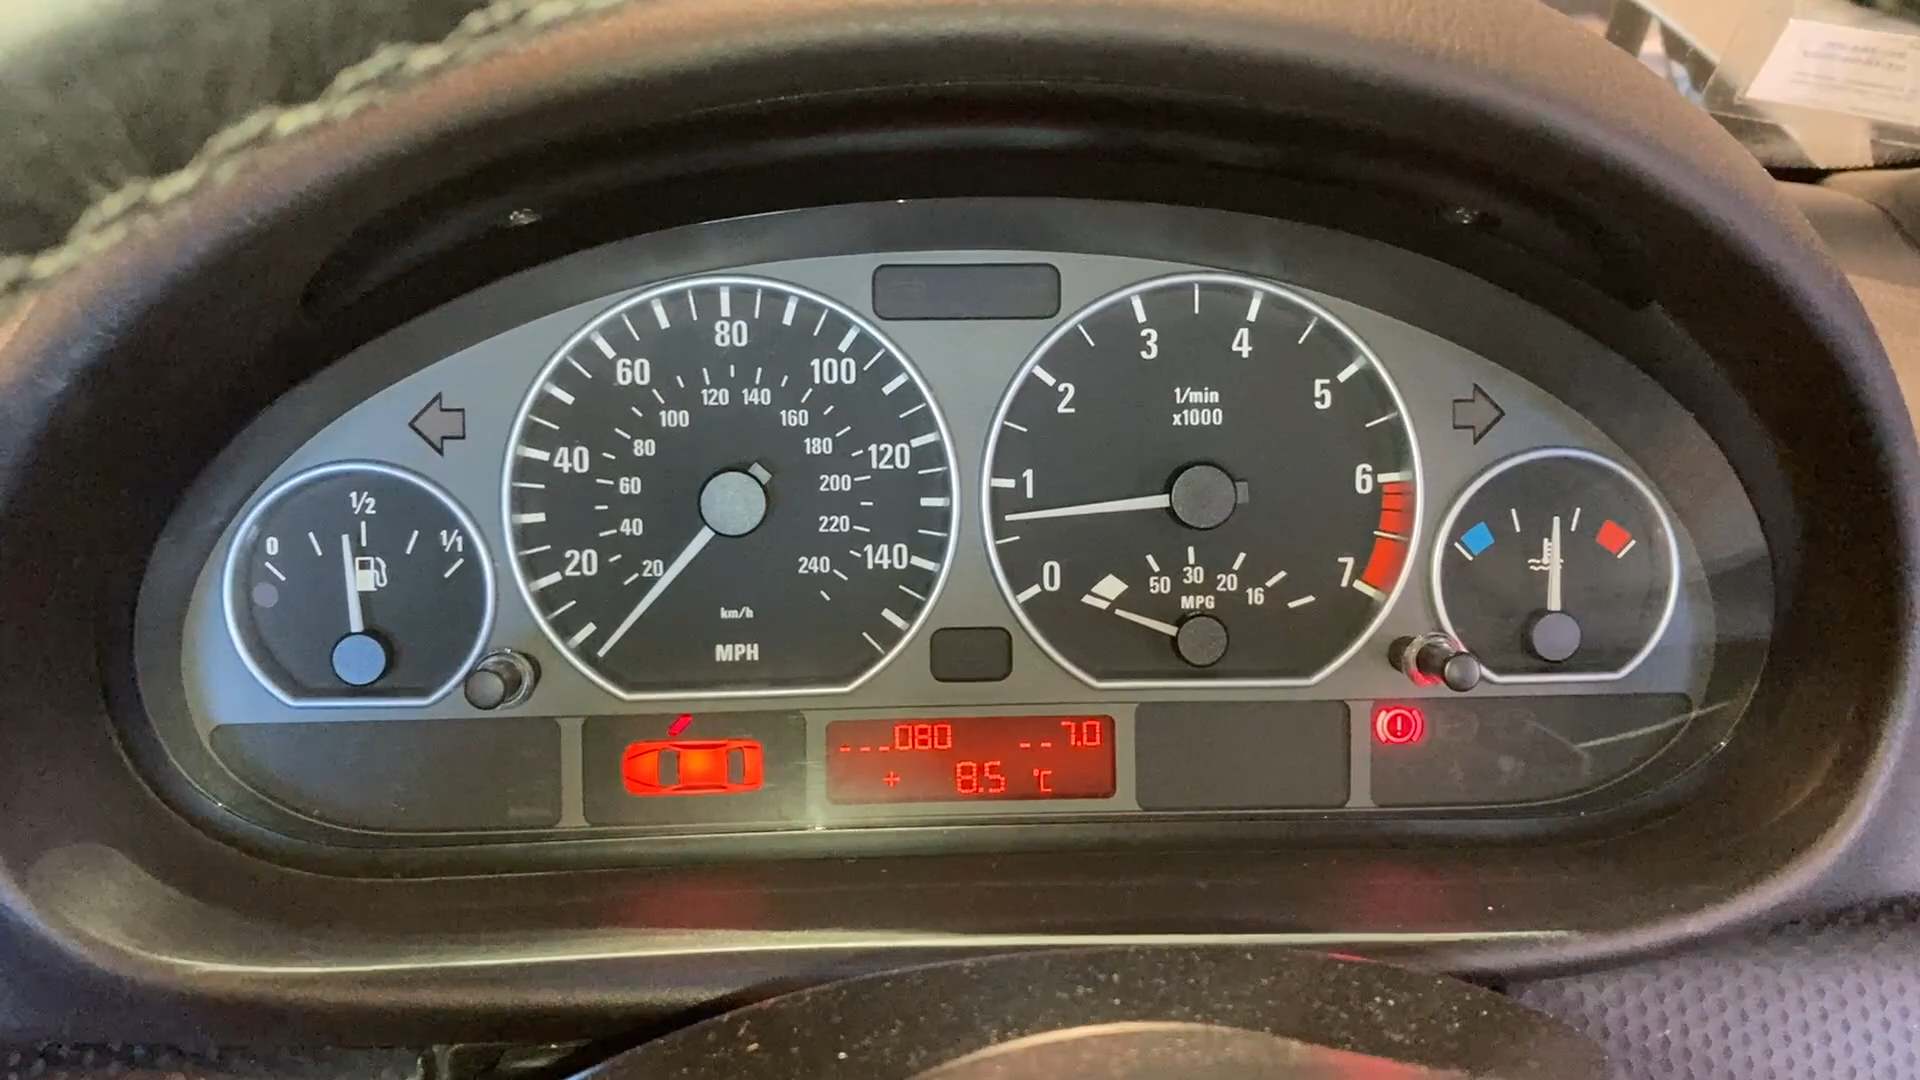 0 1/2 1/1
20 40 60 80 100 120 140
20 40 60 80 100 120 140 160 180 200 220 240
km/h
MPH
0 1 2 3 4 5 6 7
1/min
x1000
50 30 20 16
MPG
_ _ _080 _ _7.0
+ 8.5 °C